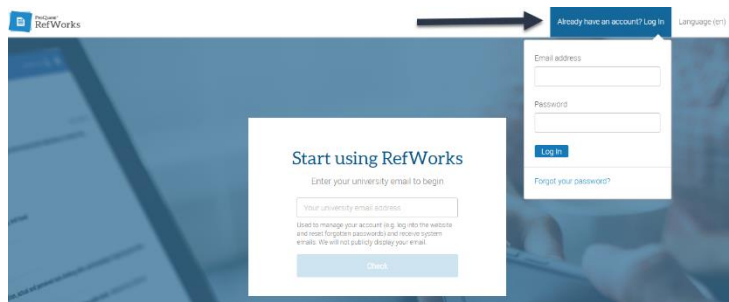 ProQuest
RefWorks
Already have an account? Log In
Language (en)
Email address
Password
Log In
Forgot your password?
Start using RefWorks
Enter your university email to begin
Your university email address
Used to manage your account (e.g. log into the website
and reset forgotten passwords) and receive system
emails. We will not publicly display your email.
Check